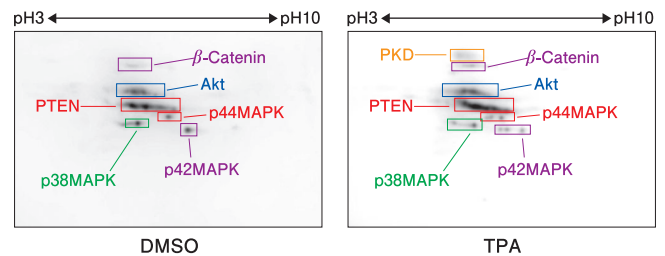 pH3 pH10
β-Catenin
Akt
PTEN
p44MAPK
p38MAPK
p42MAPK
DMSO
pH3 pH10
PKD
β-Catenin
Akt
PTEN
p44MAPK
p38MAPK
p42MAPK
TPA